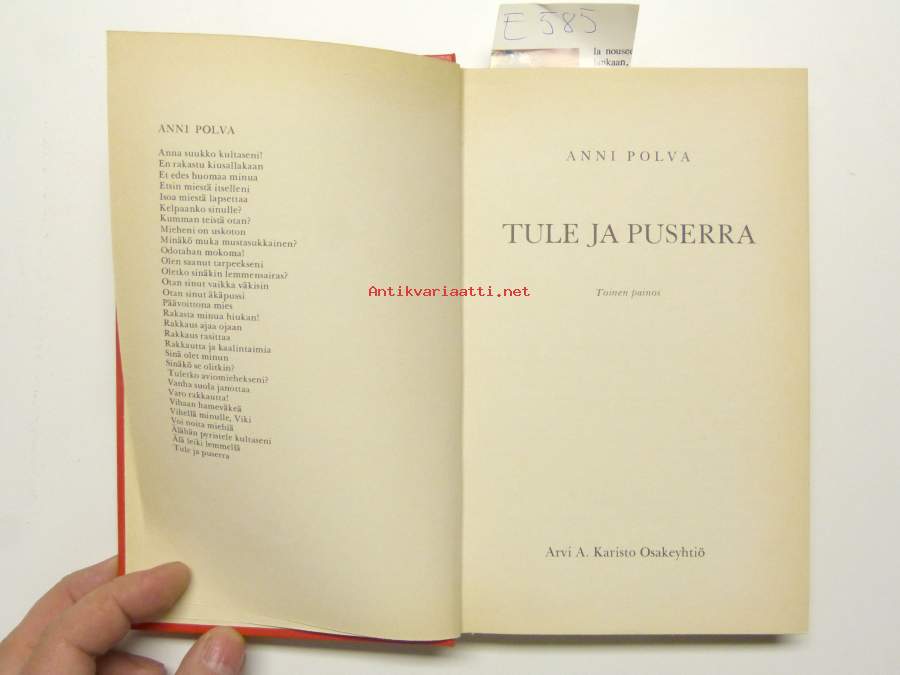 E 585
la nousee
ANNI POLVA
Anna suukko kultaseni!
En rakastu kiusallakaan
Et edes huomaa minua
Etsin miestä itselleni
Isoa miestä lapsettaa
Kelpaanko sinulle?
Kumman teistä otan?
Mieheni on uskoton
Minäkö muka mustasukkainen?
Odotahan mokoma!
Olen saanut tarpeekseni
Oletko sinäkin lemmensairas?
Otan sinut vaikka väkisin
Otan sinut äkäpussi
Päävoittona mies
Rakasta minua hiukan!
Rakkaus ajaa ojaan
Rakkaus rasittaa
Rakkautta ja kaalintaimia
Sinä olet minun
Sinäkö se olitkin?
Tuletko aviomiehekseni?
Vanha suola janottaa
Varo rakkautta!
Vihaan hameväkeä
Vihellä minulle, Viki
Voi noita miehiä
Älähän pyristele kultaseni
Älä leiki lemmellä
Tule ja puserra
ANNI POLVA
TULE JA PUSERRA
Toinen painos
Arvi A. Karisto Osakeyhtiö
Antikvariaatti.net